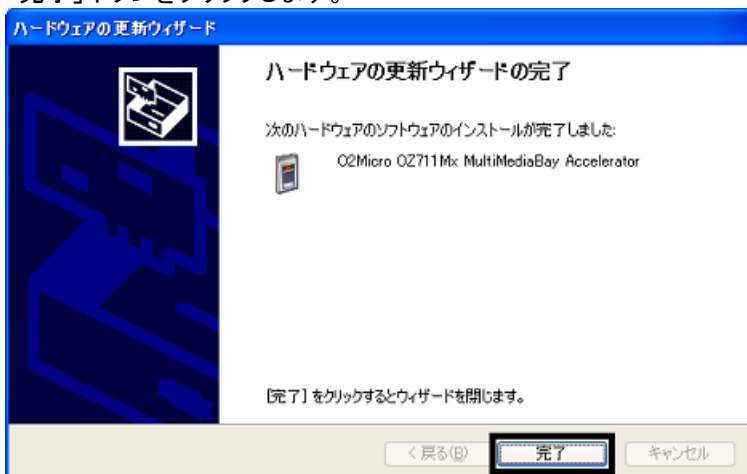 完了」ボタンをクリックします。
ハードウェアの更新ウィザード
ハードウェアの更新ウィザードの完了
次のハードウェアのソフトウェアのインストールが完了しました:
O2Micro OZ711Mx MultiMediaBay Accelerator
[完了] をクリックするとウィザードを閉じます。
< 戻る(B) 完了 キャンセル